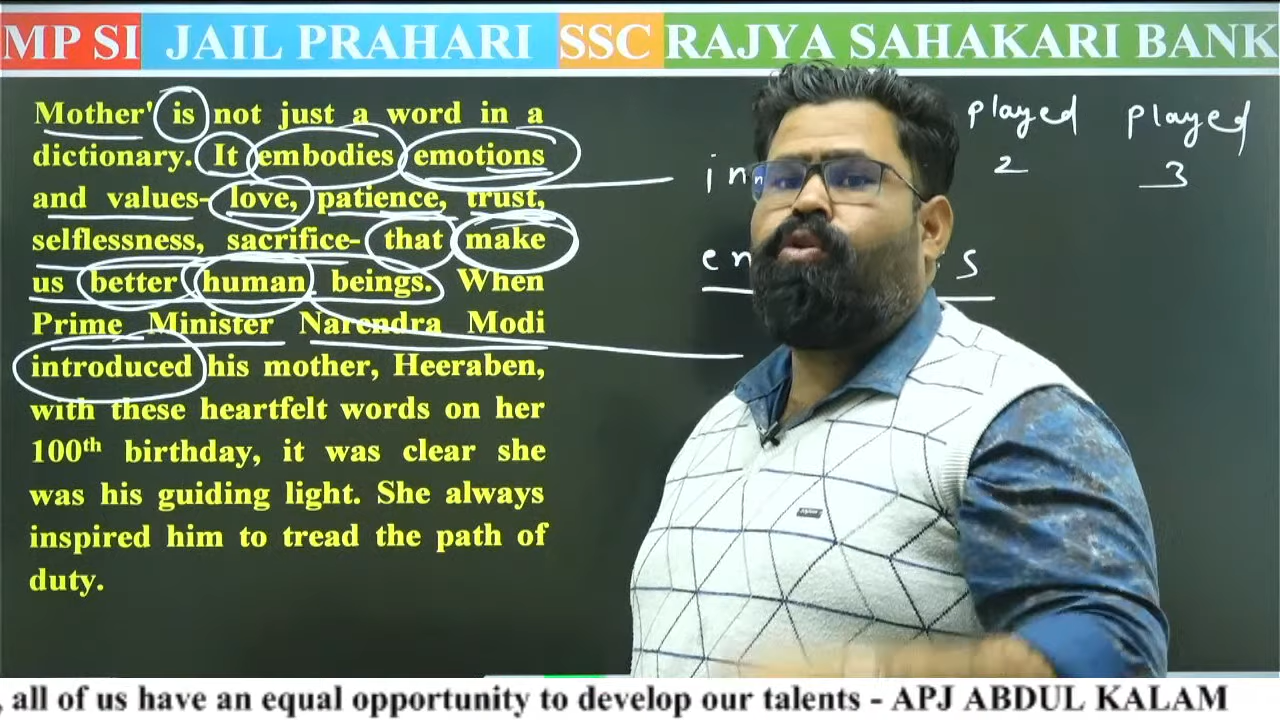 MP SI JAIL PRAHARI SSC RAJYA SAHAKARI BANK
Mother' is not just a word in a
dictionary. It embodies emotions
and values- love, patience, trust,
selflessness, sacrifice- that make
us better human beings. When
Prime Minister Narendra Modi
introduced his mother, Heeraben,
with these heartfelt words on her
100th birthday, it was clear she
was his guiding light. She always
inspired him to tread the path of
duty.
played played
2 3
, all of us have an equal opportunity to develop our talents - APJ ABDUL KALAM